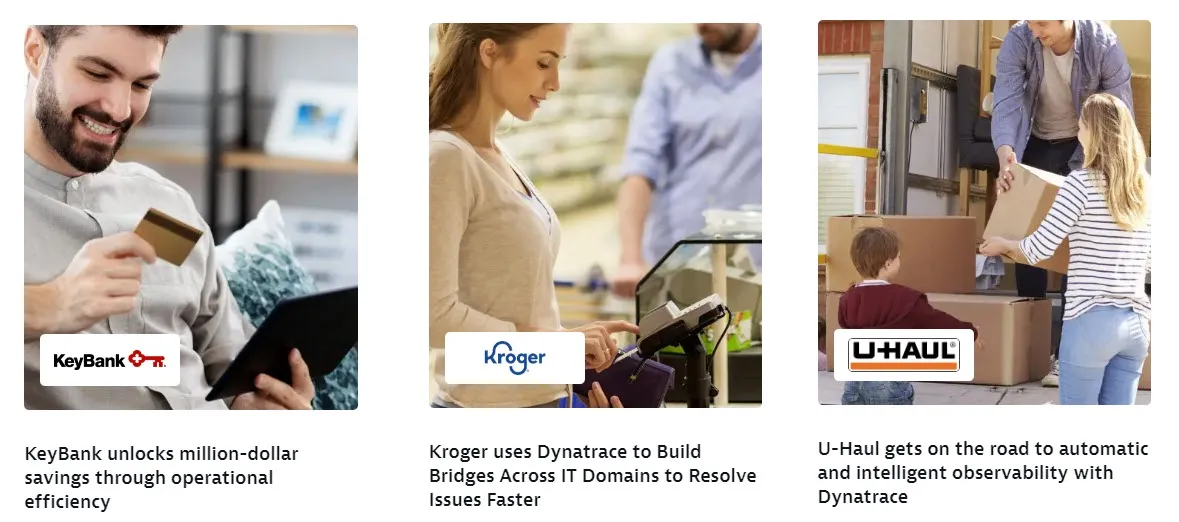 KeyBank
Kroger
U-HAUL®
KeyBank unlocks million-dollar
savings through operational
efficiency
Kroger uses Dynatrace to Build
Bridges Across IT Domains to Resolve
Issues Faster
U-Haul gets on the road to automatic
and intelligent observability with
Dynatrace